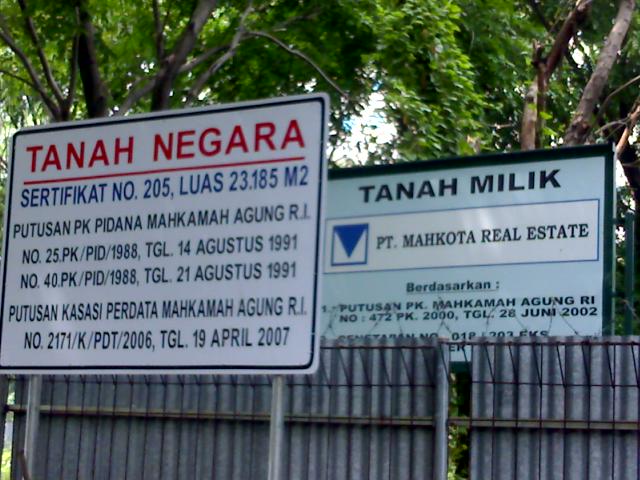 TANAH NEGARA
SERTIFIKAT NO. 205, LUAS 23.185 M2
PUTUSAN PK PIDANA MAHKAMAH AGUNG R.I.
NO. 25.PK/PID/1988, TGL. 14 AGUSTUS 1991
NO. 40.PK/PID/1988, TGL. 21 AGUSTUS 1991
PUTUSAN KASASI PERDATA MAHKAMAH AGUNG R.I.
NO. 2171/K/PDT/2006, TGL. 19 APRIL 2007
TANAH MILIK
PT. MAHKOTA REAL ESTATE
Berdasarkan :
1. PUTUSAN PK. MAHKAMAH AGUNG RI
NO : 472 PK. 2000, TGL. 28 JUNI 2002